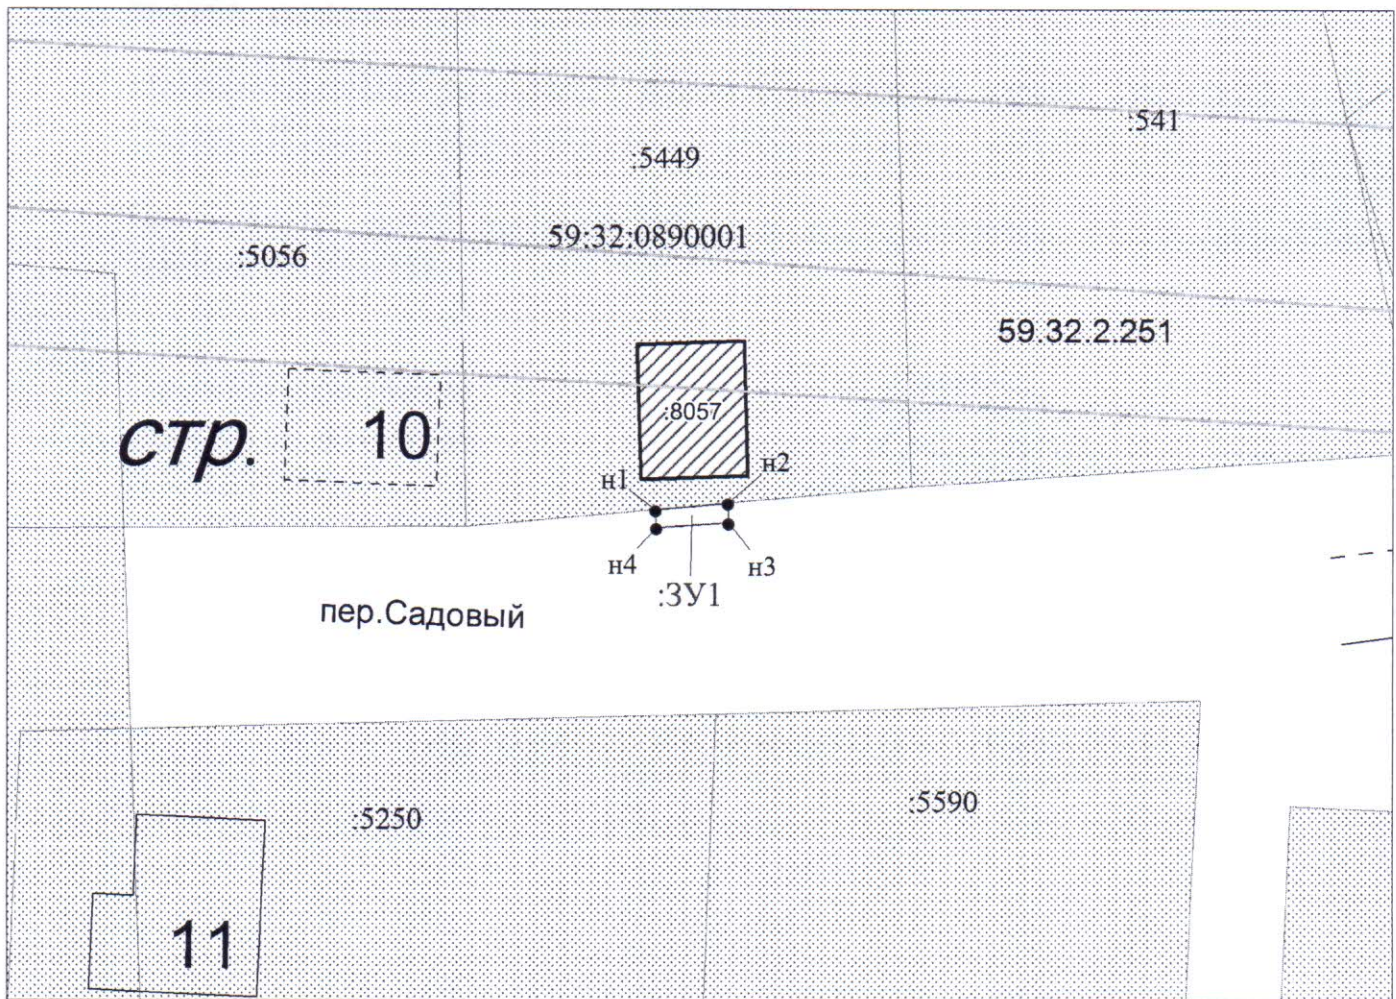 :541
:5449
59:32:0890001
:5056
59.32.2.251
:8057
стр. 10
н1
н2
н4
н3
:ЗУ1
пер.Садовый
:5250
:5590
11